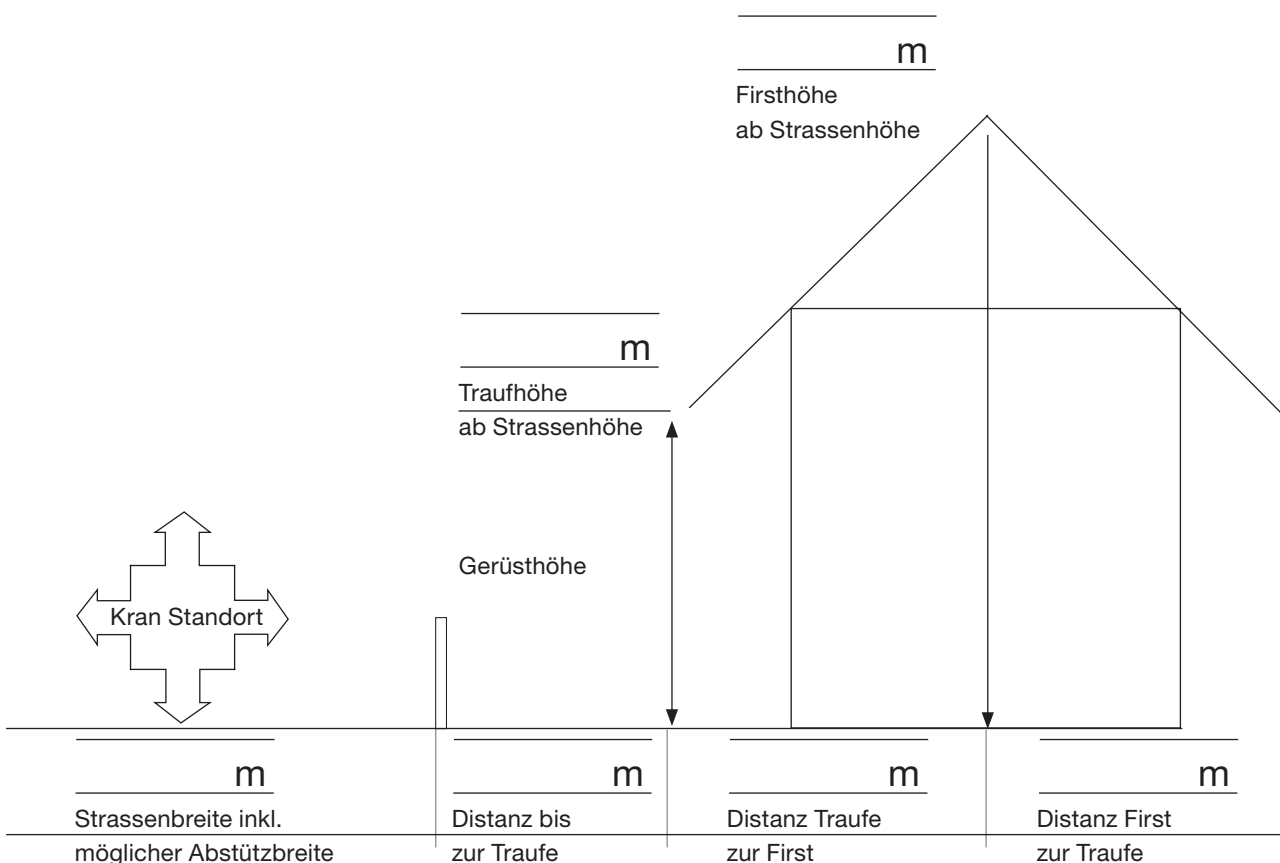 m
Firsthöhe
ab Strassenhöhe
m
Traufhöhe
ab Strassenhöhe
Gerüsthöhe
Kran Standort
m
Strassenbreite inkl.
möglicher Abstützbreite
m
Distanz bis
zur Traufe
m
Distanz Traufe
zur First
m
Distanz First
zur Traufe